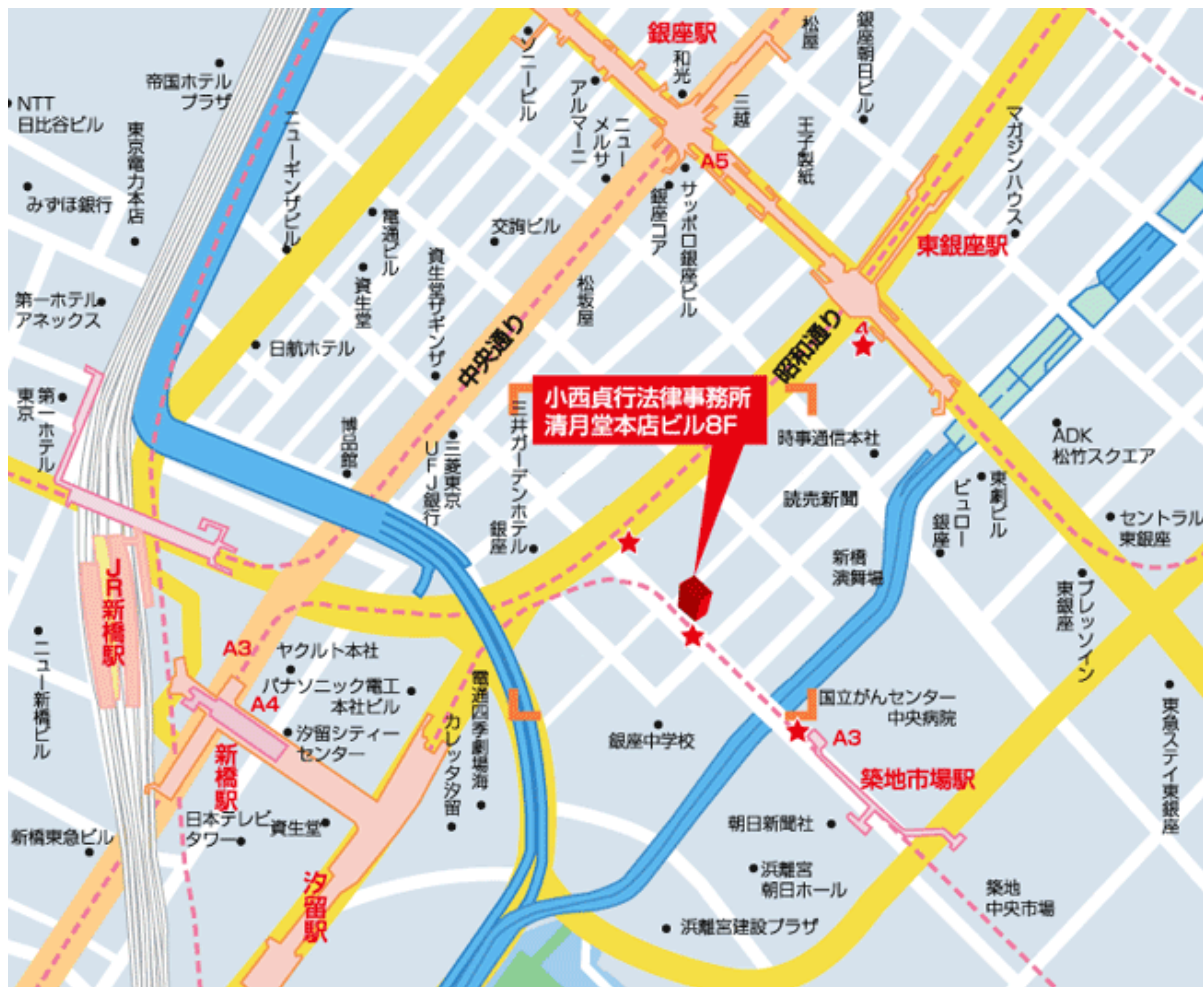 銀座駅
和光
松屋
銀座朝日ビル
ソニービル
アルマーニ
ニュー
メルサ
三越
王子製紙
マガジンハウス
帝国ホテル
プラザ
NTT
日比谷ビル
東京電力本店
みずほ銀行
ニューギンザビル
電通ビル
資生堂
交詢ビル
資生堂ザギンザ
A5
銀座コア
サッポロ銀座ビル
松坂屋
東銀座駅
第一ホテル
アネックス
日航ホテル
中央通り
昭和通り
4
第一ホテル
東京
博品館
三菱東京
UFJ銀行
三井ガーデンホテル
銀座
小西貞行法律事務所
清月堂本店ビル8F
時事通信本社
読売新聞
ADK
松竹スクエア
東劇ビル
ビュロー
銀座
セントラル
東銀座
新橋
演舞場
プレッソイン
東銀座
JR新橋駅
ニュー新橋ビル
A3
ヤクルト本社
パナソニック電工
本社ビル
A4
汐留シティー
センター
新橋駅
電通四季劇場海
カレッタ汐留
銀座中学校
国立がんセンター
中央病院
A3
築地市場駅
東急ステイ東銀座
新橋東急ビル
日本テレビ
タワー
資生堂
汐留駅
朝日新聞社
浜離宮
朝日ホール
浜離宮建設プラザ
築地
中央市場